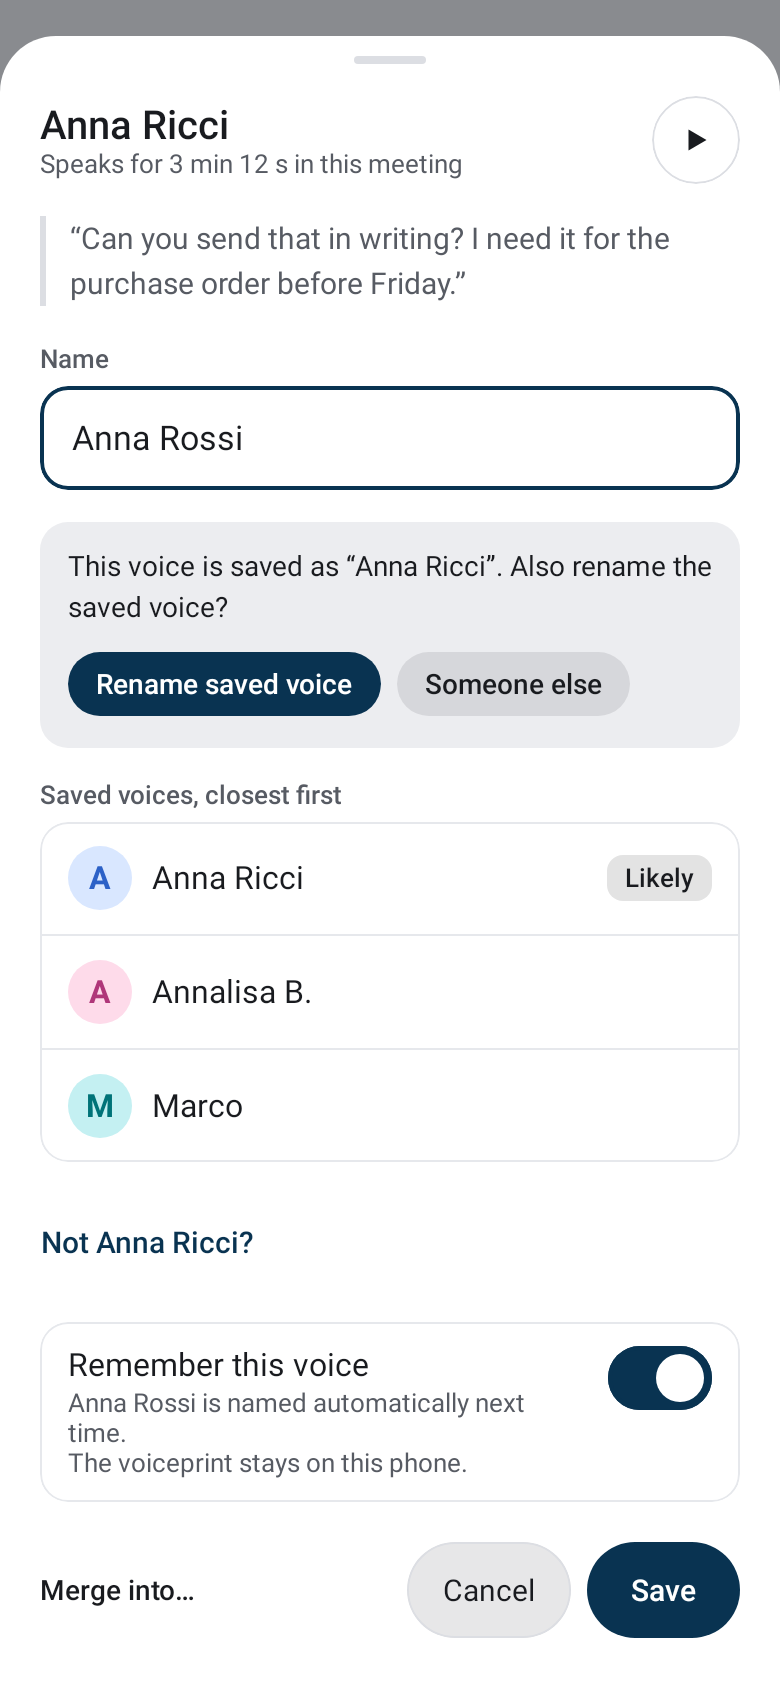 Anna Ricci
Speaks for 3 min 12 s in this meeting
“Can you send that in writing? I need it for the
purchase order before Friday.”
Name
Anna Rossi
This voice is saved as “Anna Ricci”. Also rename the
saved voice?
Rename saved voice
Someone else
Saved voices, closest first
A
Anna Ricci
Likely
A
Annalisa B.
M
Marco
Not Anna Ricci?
Remember this voice
Anna Rossi is named automatically next
time.
The voiceprint stays on this phone.
Merge into…
Cancel
Save